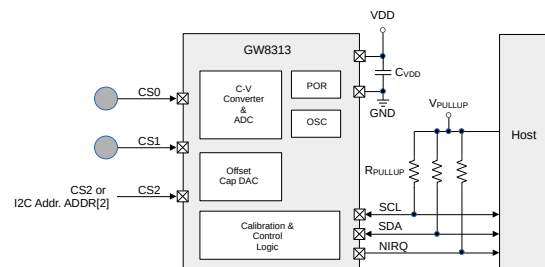 VDD
GW8313
C-V
Converter
&
ADC
POR
OSC
CVDD
GND
VPULLUP
Host
CS0
CS1
CS2 or
I2C Addr. ADDR[2]
CS2
Offset
Cap DAC
RPULLUP
SCL
SDA
NIRQ
Calibration &
Control
Logic